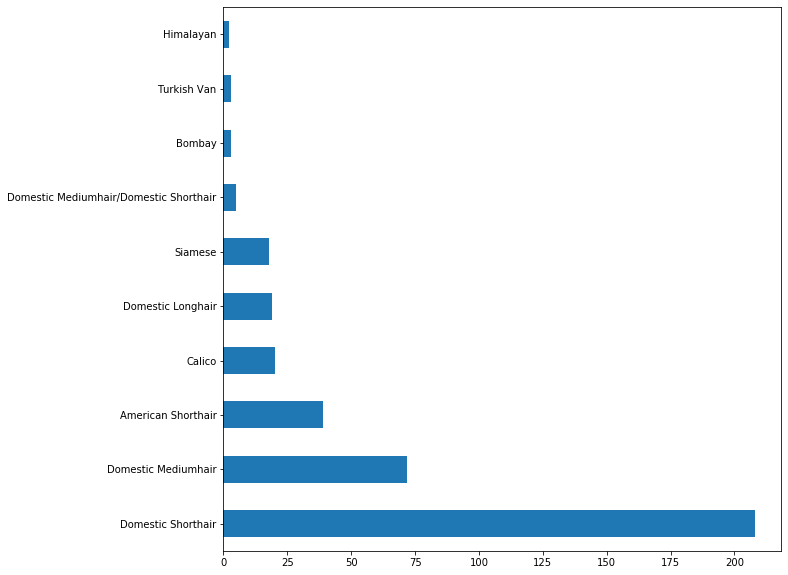 Himalayan
Turkish Van
Bombay
Domestic Mediumhair/Domestic Shorthair
Siamese
Domestic Longhair
Calico
American Shorthair
Domestic Mediumhair
Domestic Shorthair
0 25 50 75 100 125 150 175 200